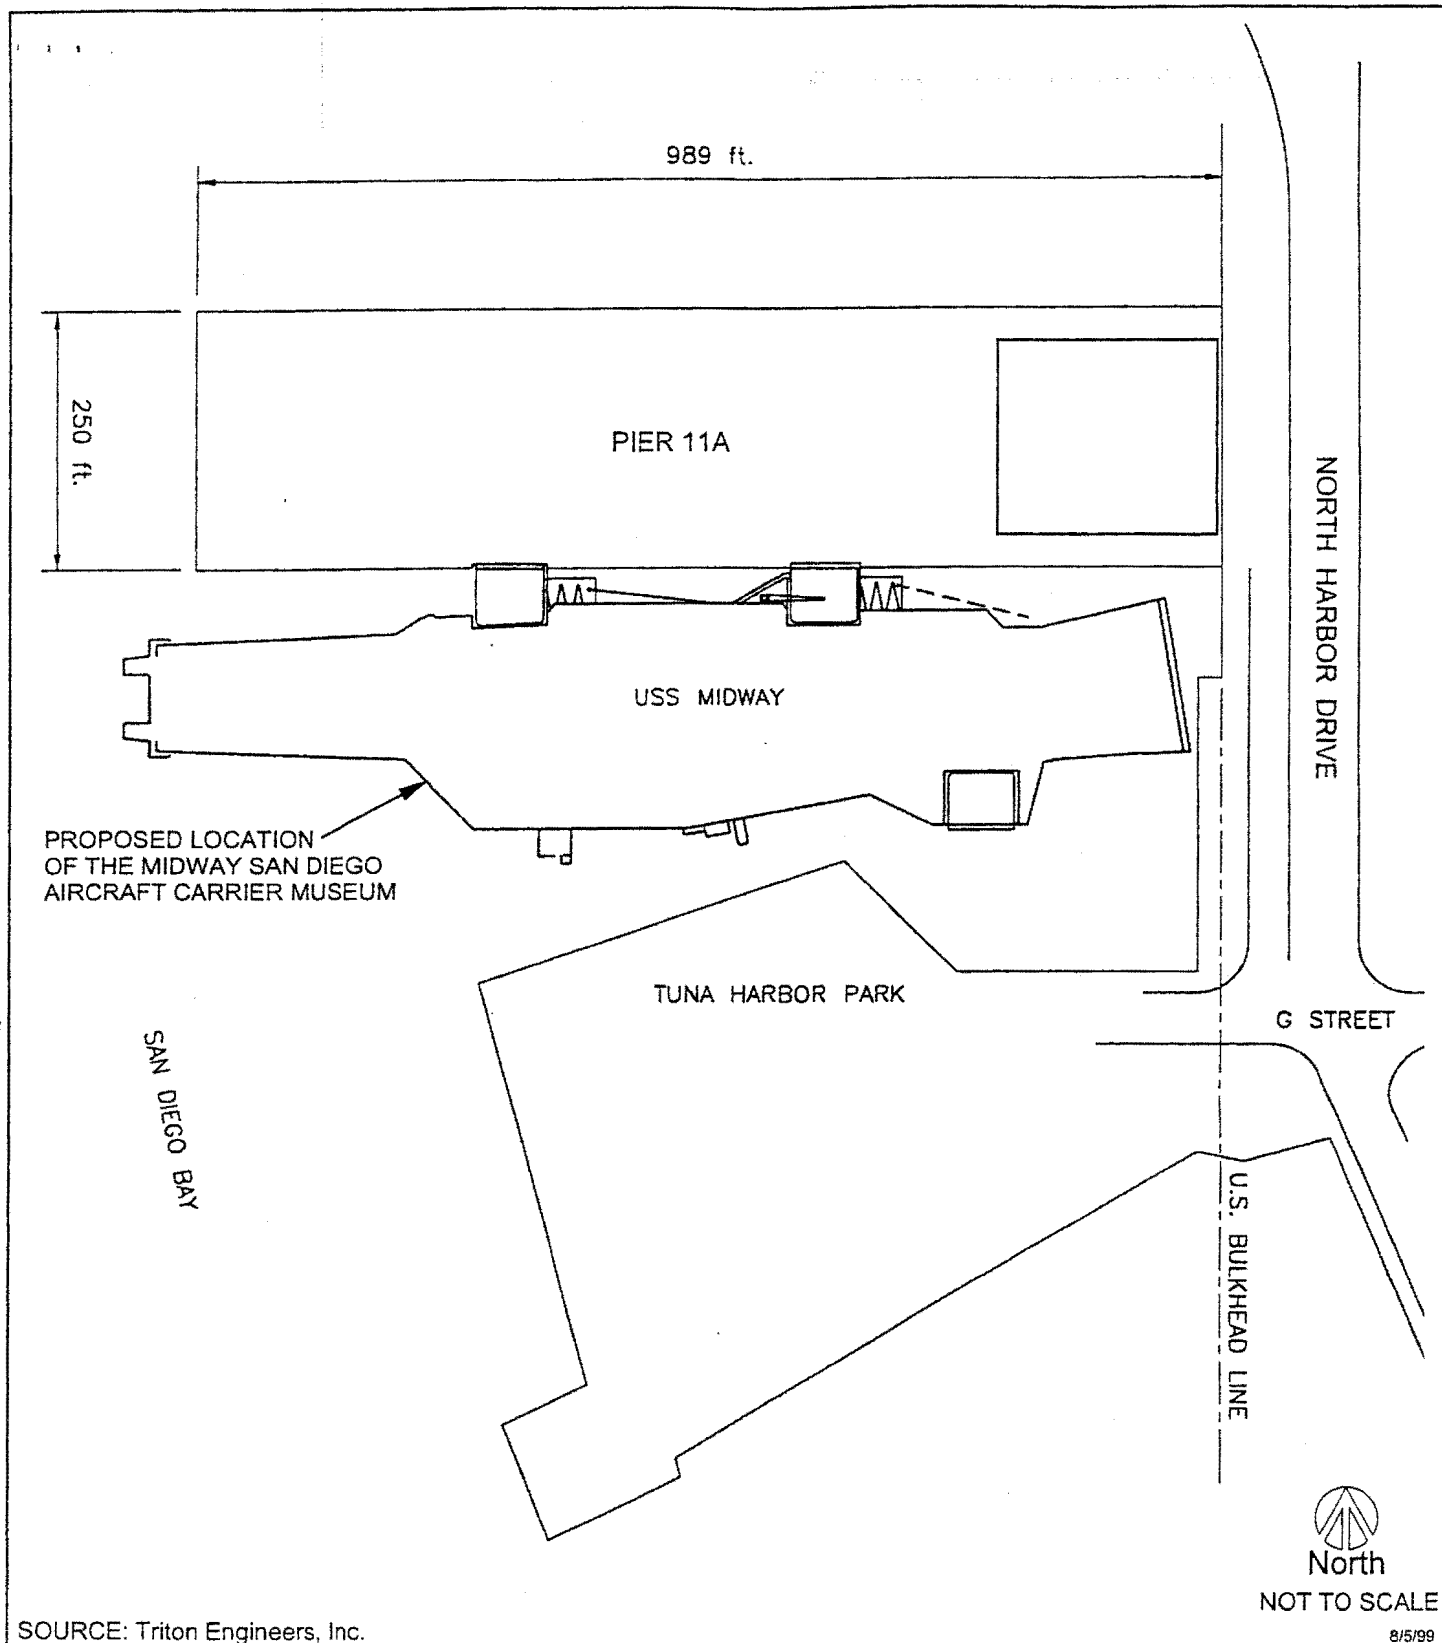 989 ft.
250 ft.
PIER 11A
NORTH HARBOR DRIVE
USS MIDWAY
PROPOSED LOCATION
OF THE MIDWAY SAN DIEGO
AIRCRAFT CARRIER MUSEUM
TUNA HARBOR PARK
G STREET
SAN DIEGO BAY
U.S. BULKHEAD LINE
North
NOT TO SCALE
SOURCE: Triton Engineers, Inc.
8/5/99